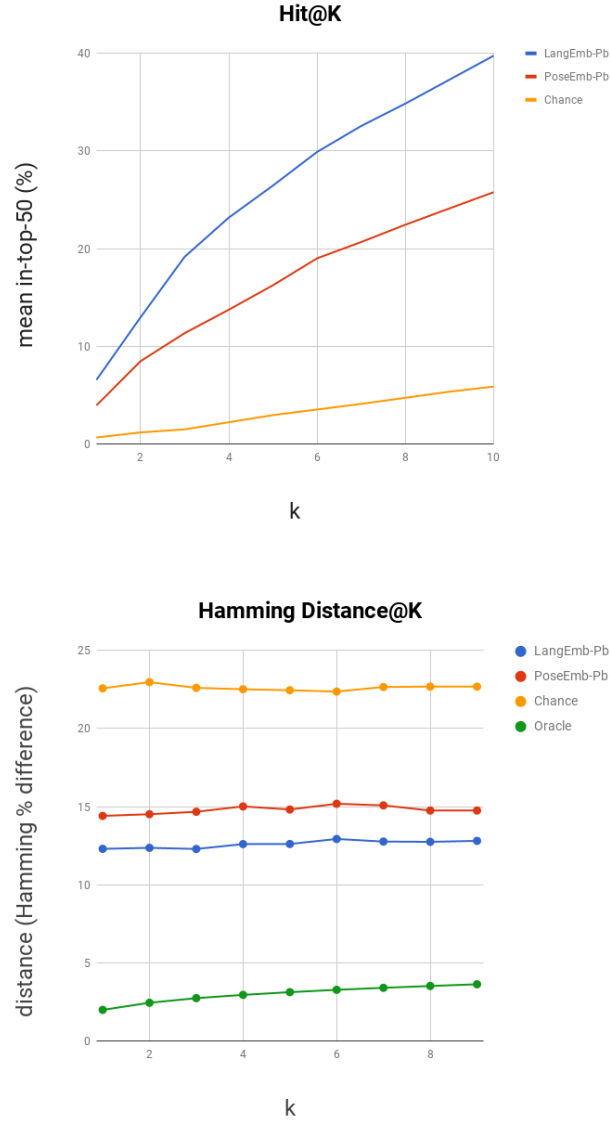 Hit@K
40
30
20
10
0
mean in-top-50 (%)
2
4
6
8
10
k
LangEmb-Pb
PoseEmb-Pb
Chance
Hamming Distance@K
25
20
15
10
5
0
distance (Hamming % difference)
2
4
6
8
k
LangEmb-Pb
PoseEmb-Pb
Chance
Oracle